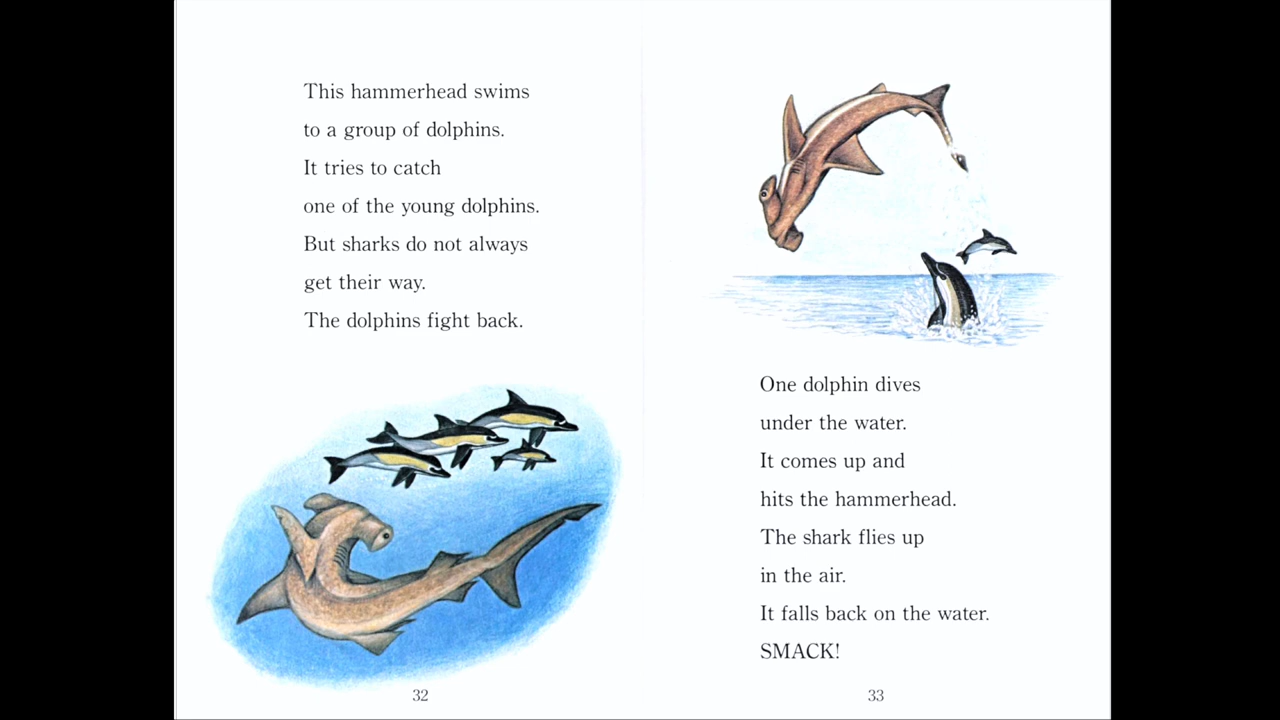 This hammerhead swims
to a group of dolphins.
It tries to catch
one of the young dolphins.
But sharks do not always
get their way.
The dolphins fight back.
32
One dolphin dives
under the water.
It comes up and
hits the hammerhead.
The shark flies up
in the air.
It falls back on the water.
SMACK!
33